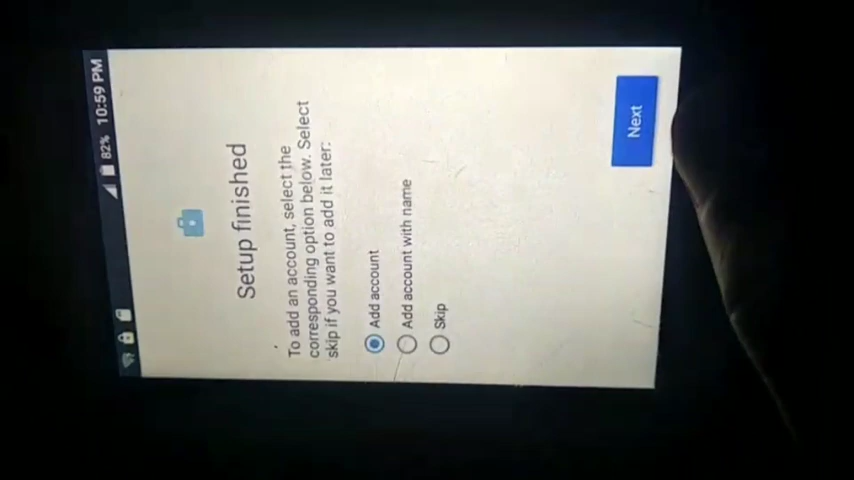 82% 10:59 PM
Setup finished
To add an account, select the
corresponding option below. Select
skip if you want to add it later:
Add account
Add account with name
Skip
Next